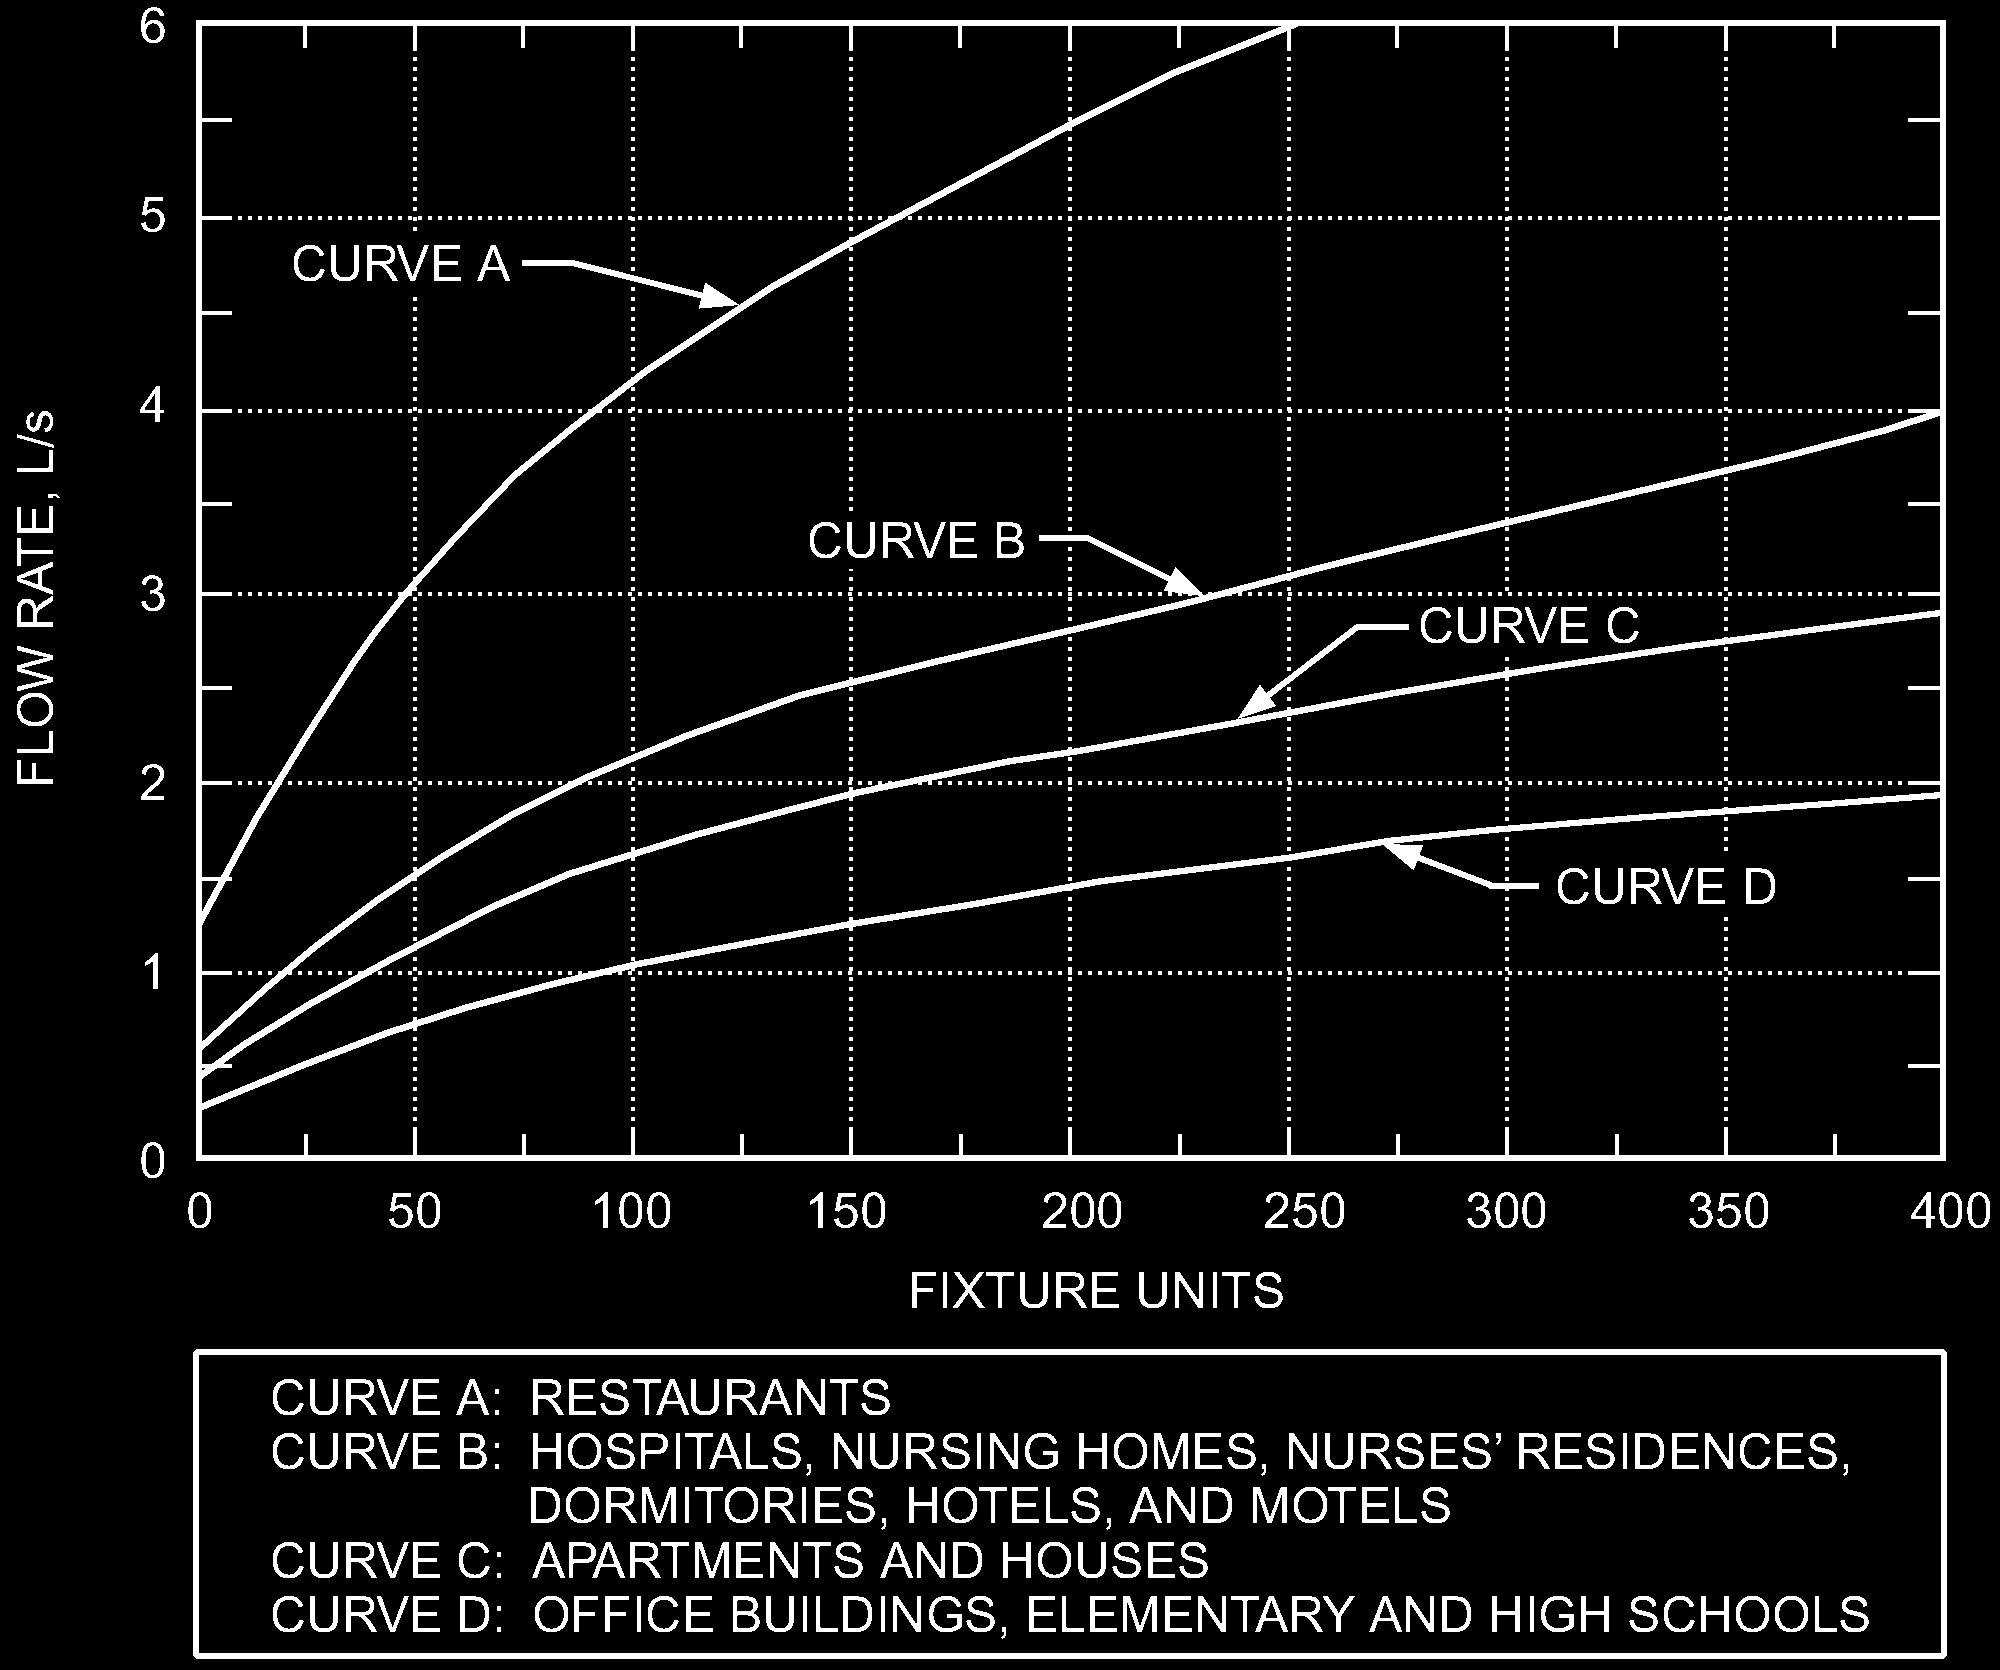 6
5
4
3
2
1
0
FLOW RATE, L/s
CURVE A
CURVE B
CURVE C
CURVE D
0 50 100 150 200 250 300 350 400
FIXTURE UNITS
CURVE A: RESTAURANTS
CURVE B: HOSPITALS, NURSING HOMES, NURSES’ RESIDENCES,
DORMITORIES, HOTELS, AND MOTELS
CURVE C: APARTMENTS AND HOUSES
CURVE D: OFFICE BUILDINGS, ELEMENTARY AND HIGH SCHOOLS